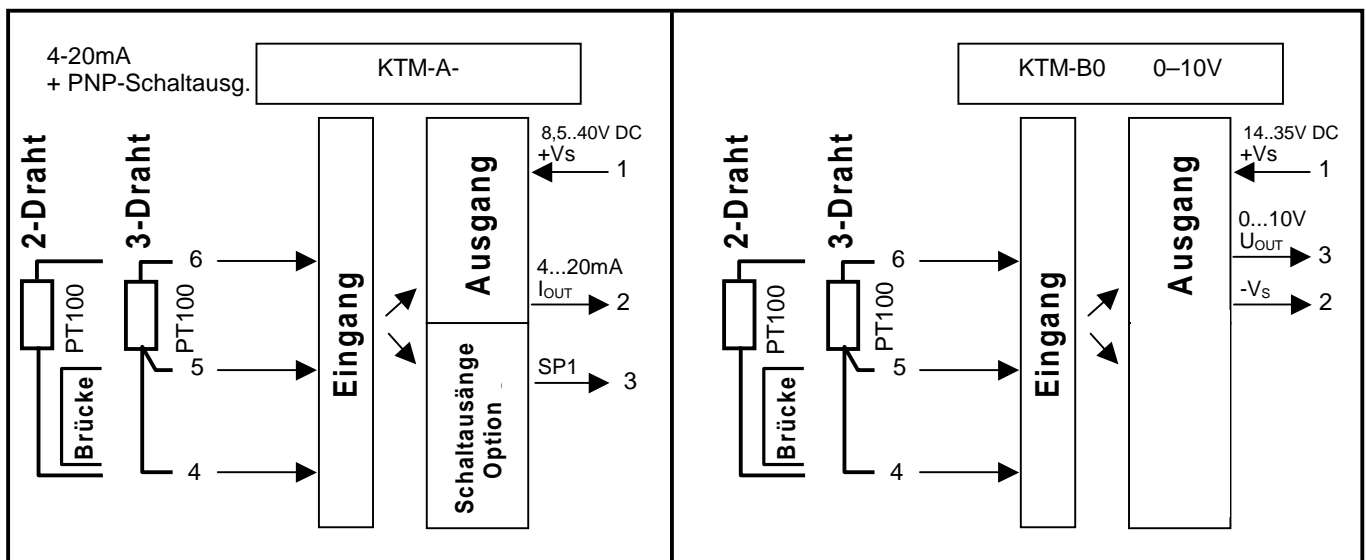 4-20mA
+ PNP-Schaltausg.
KTM-A-
2-Draht
3-Draht
PT100
PT100
Brücke
6
5
4
Eingang
Ausgang
Schaltausänge
Option
8,5..40V DC
+Vs
1
4...20mA
IOUT
2
SP1
3
KTM-B0 0–10V
2-Draht
3-Draht
PT100
PT100
Brücke
6
5
4
Eingang
Ausgang
14..35V DC
+Vs
1
0...10V
UOUT
3
-Vs
2